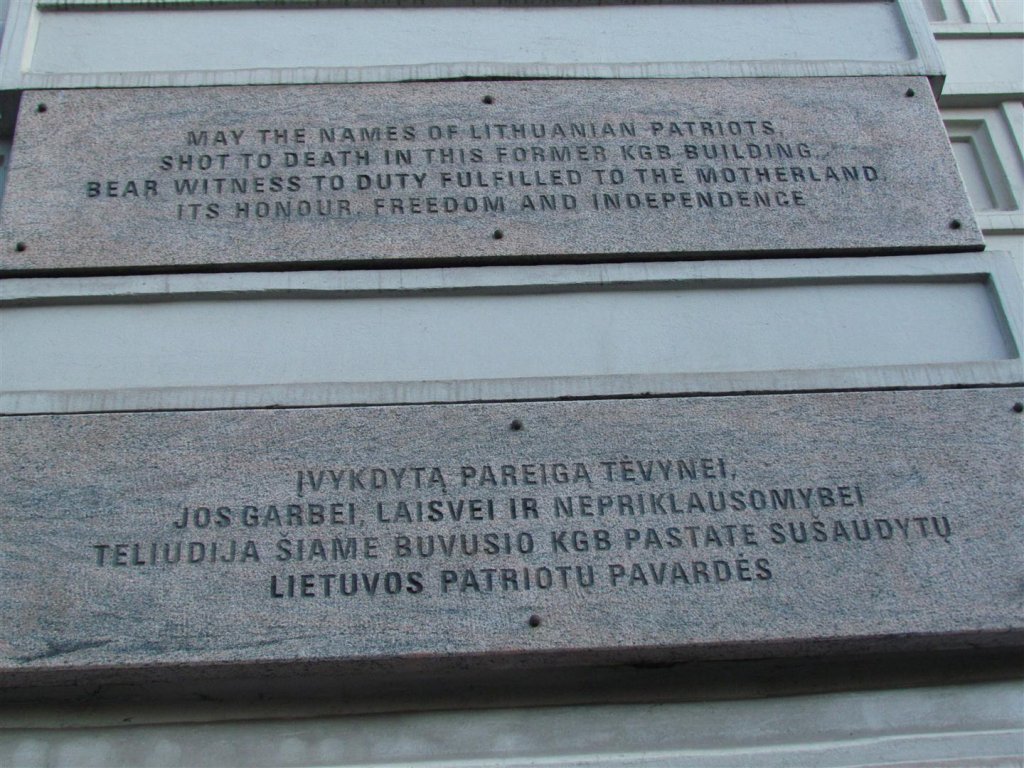 MAY THE NAMES OF LITHUANIAN PATRIOTS,
SHOT TO DEATH IN THIS FORMER KGB BUILDING,
BEAR WITNESS TO DUTY FULFILLED TO THE MOTHERLAND,
ITS HONOUR, FREEDOM AND INDEPENDENCE
ĮVYKDYTĄ PAREIGĄ TĖVYNEI,
JOS GARBEI, LAISVEI IR NEPRIKLAUSOMYBEI
TELIUDIJA ŠIAME BUVUSIO KGB PASTATE SUŠAUDYTŲ
LIETUVOS PATRIOTŲ PAVARDĖS